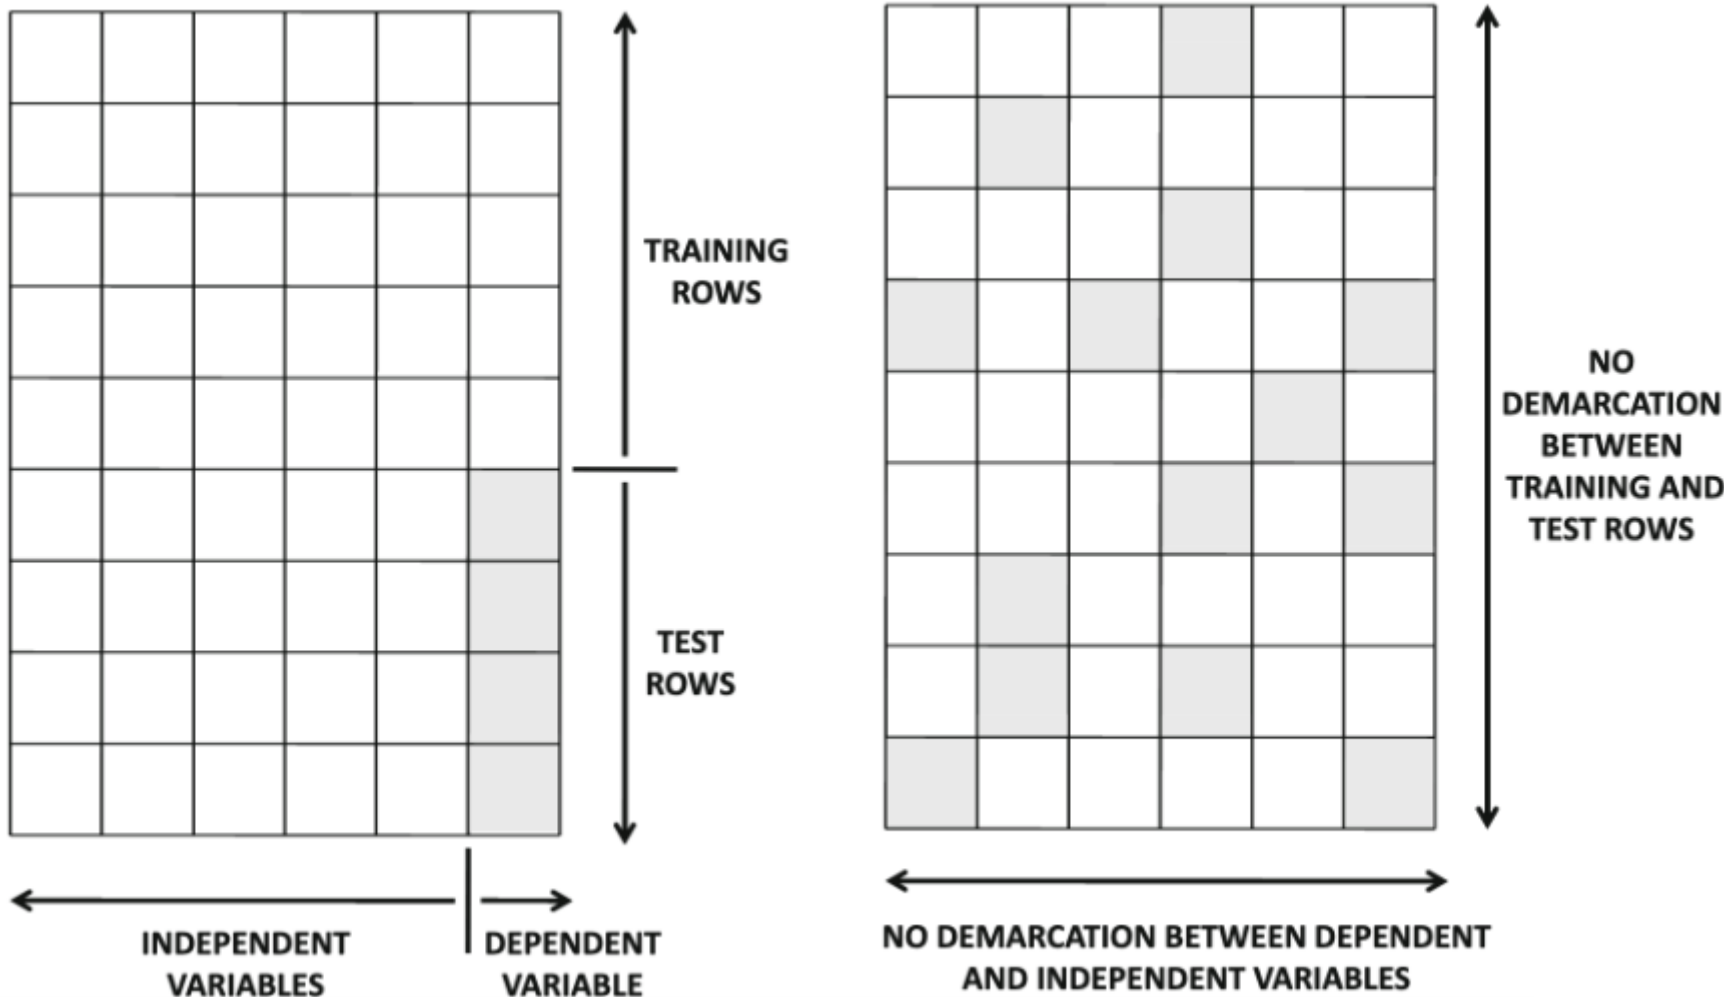 TRAINING
ROWS
TEST
ROWS
INDEPENDENT
VARIABLES
DEPENDENT
VARIABLE
NO
DEMARCATION
BETWEEN
TRAINING AND
TEST ROWS
NO DEMARCATION BETWEEN DEPENDENT
AND INDEPENDENT VARIABLES